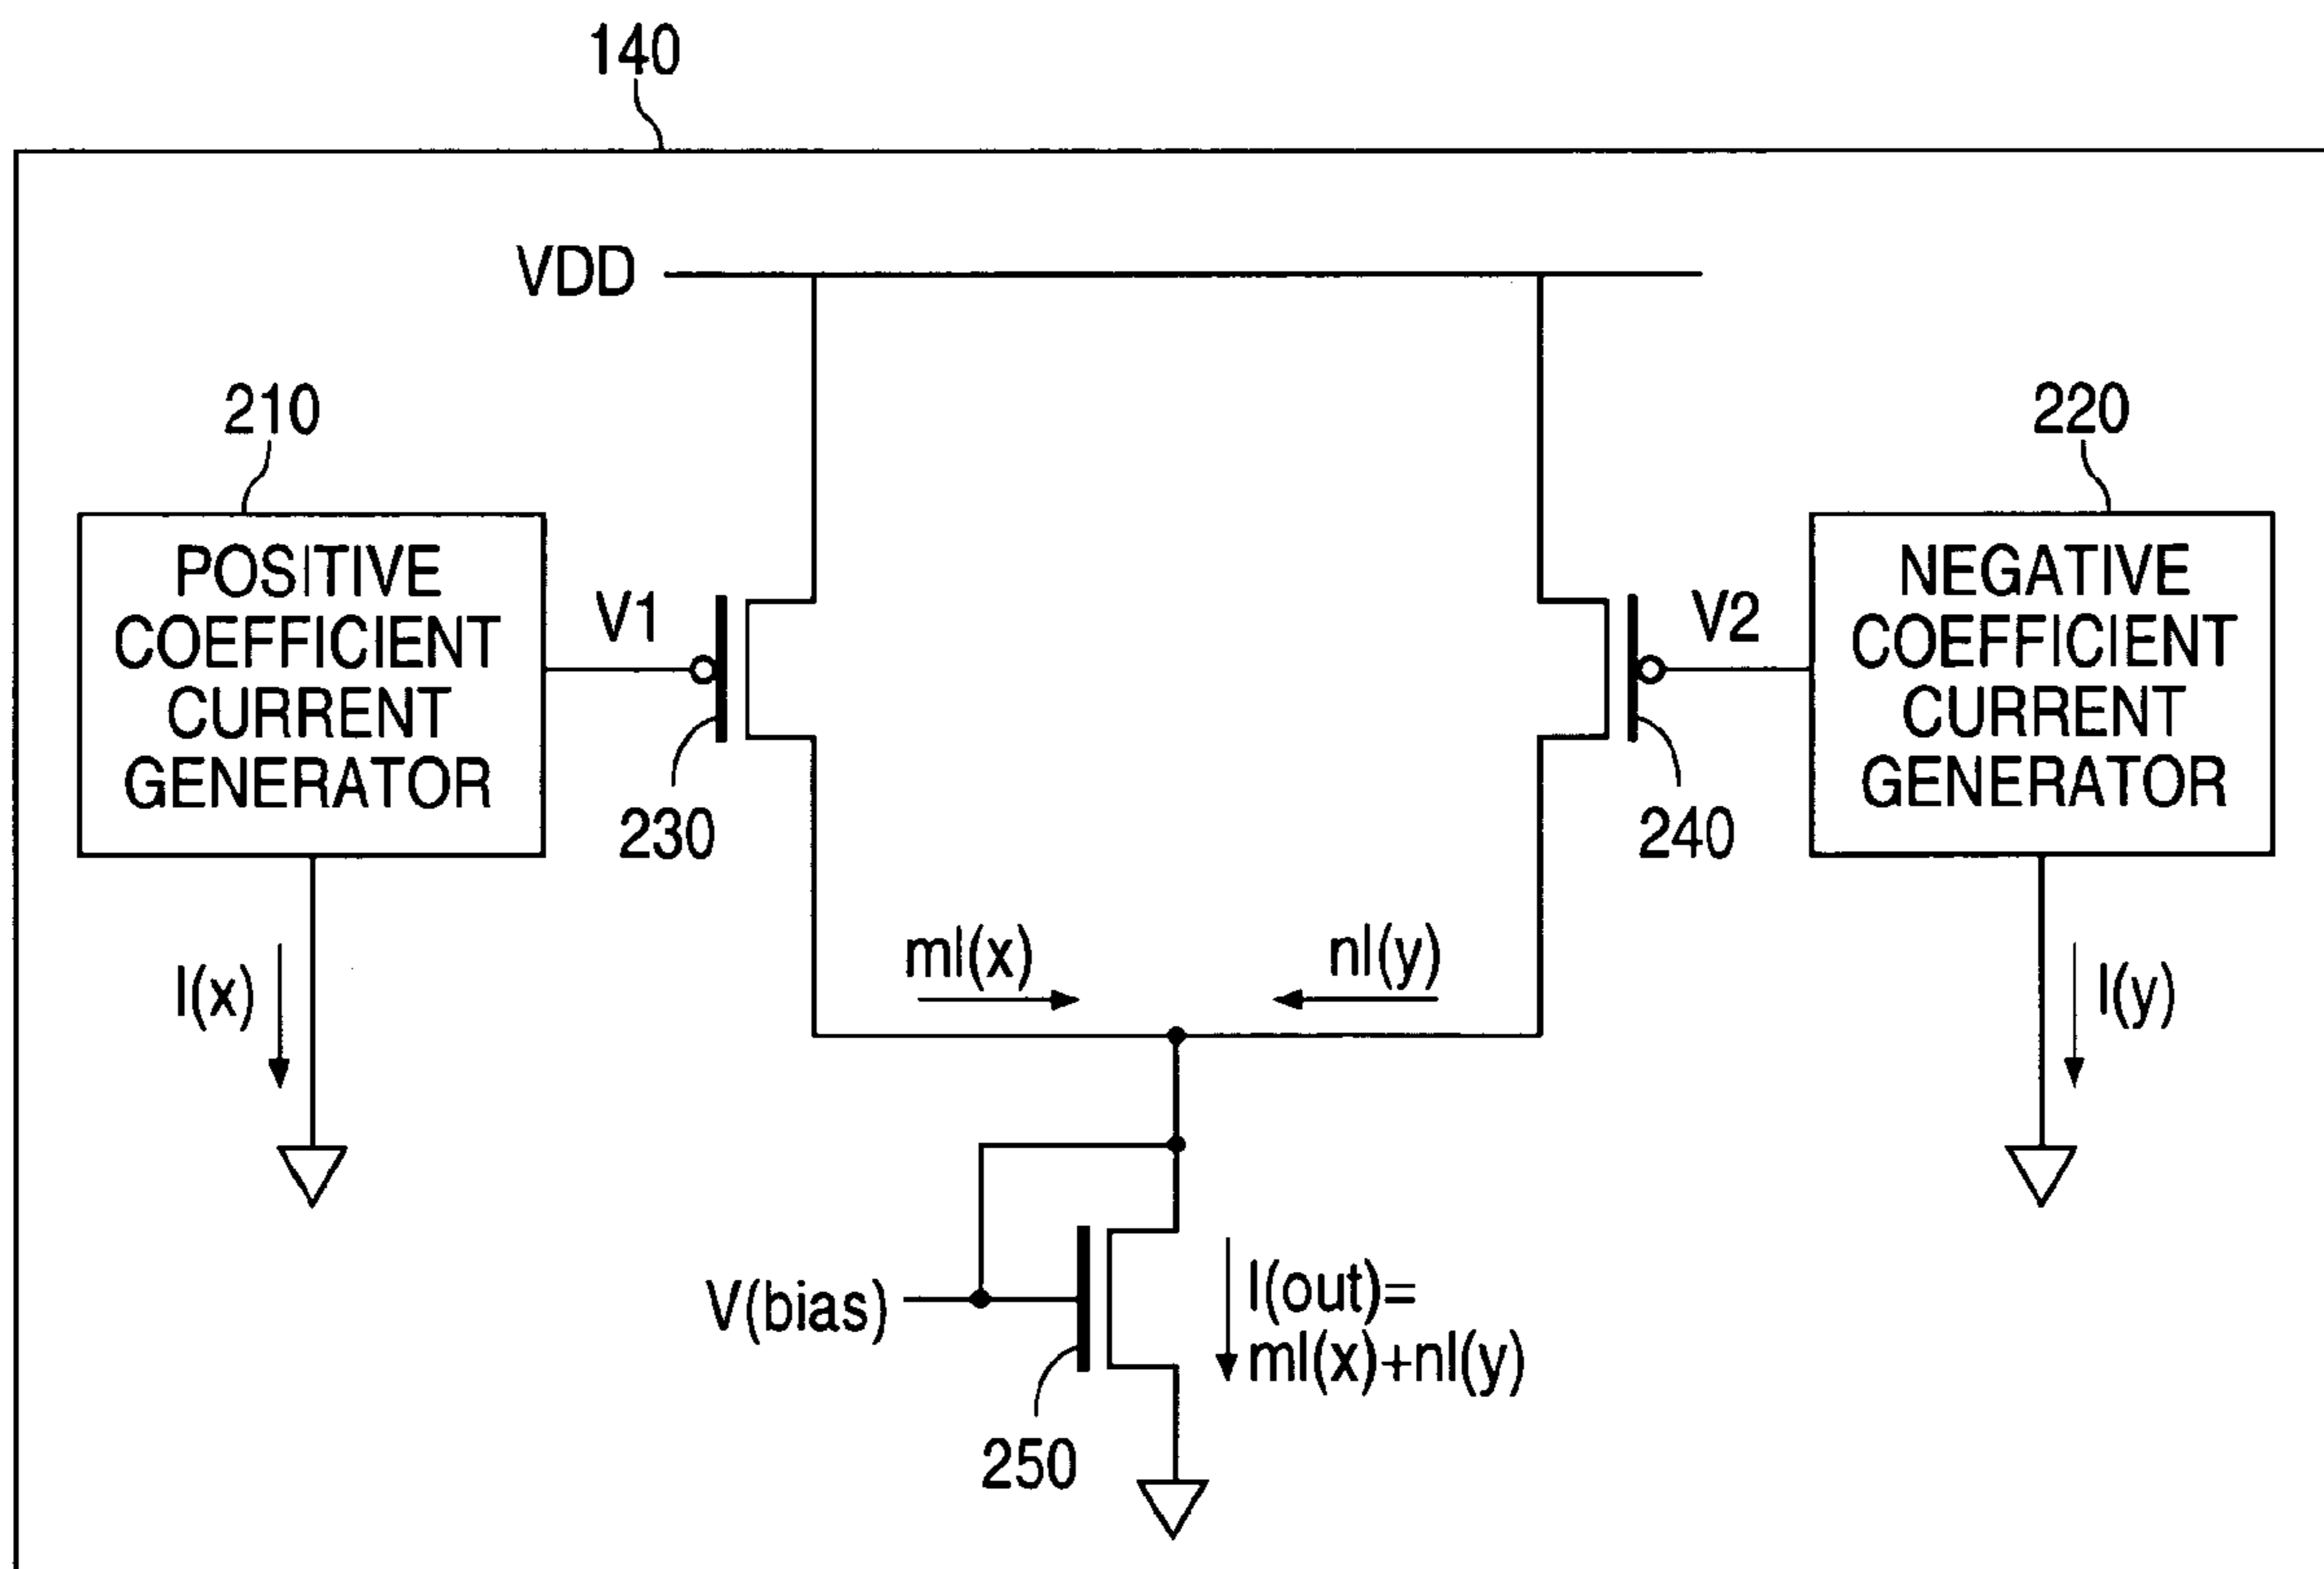 140
VDD
210
220
POSITIVE
COEFFICIENT
CURRENT
GENERATOR
V1
V2
NEGATIVE
COEFFICIENT
CURRENT
GENERATOR
230
240
mI(x)
nI(y)
I(x)
I(y)
V(bias)
I(out)=
mI(x)+nI(y)
250